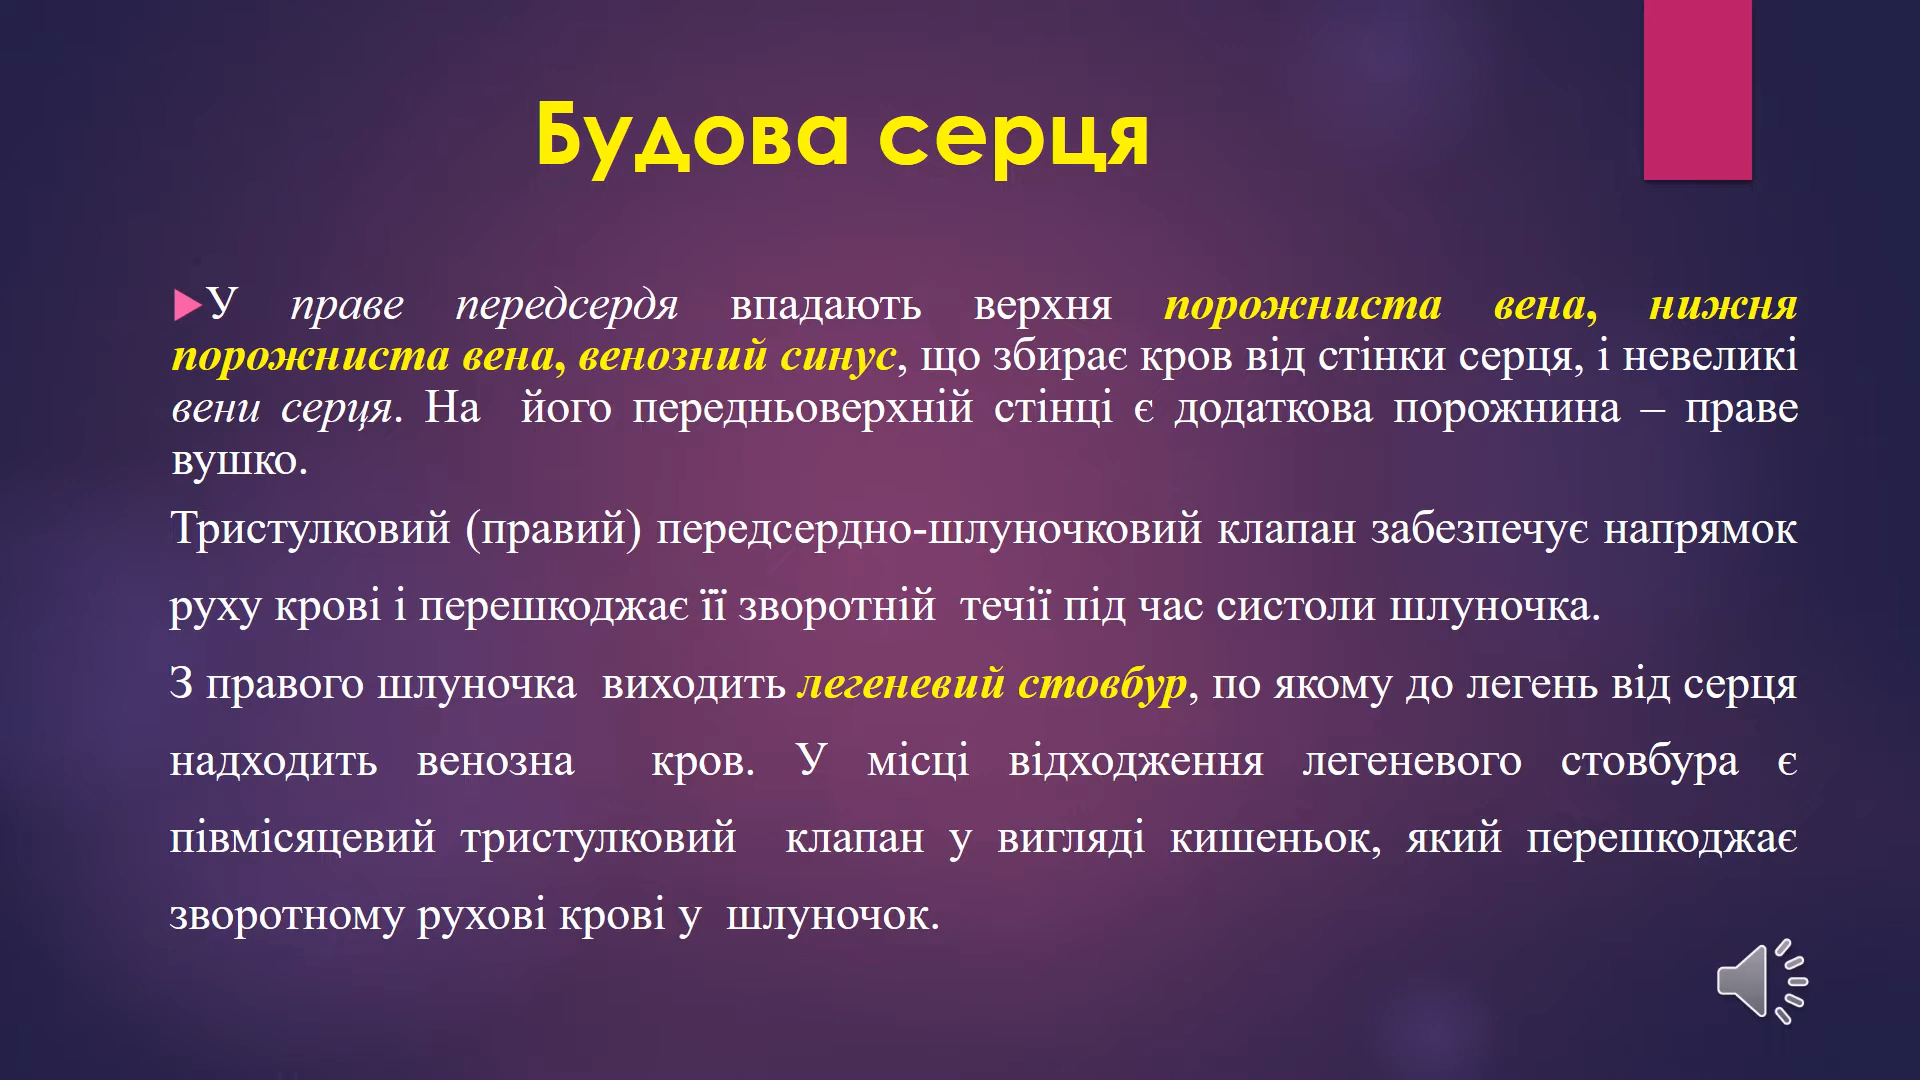 Будова серця
У праве передсердя впадають верхня порожниста вена, нижня
порожниста вена, венозний синус, що збирає кров від стінки серця, і невеликі
вени серця. На його передньоверхній стінці є додаткова порожнина – праве
вушко.
Тристулковий (правий) передсердно-шлуночковий клапан забезпечує напрямок
руху крові і перешкоджає її зворотній течії під час систоли шлуночка.
З правого шлуночка виходить легеневий стовбур, по якому до легень від серця
надходить венозна кров. У місці відходження легеневого стовбура є
півмісяцевий тристулковий клапан у вигляді кишеньок, який перешкоджає
зворотному рухові крові у шлуночок.